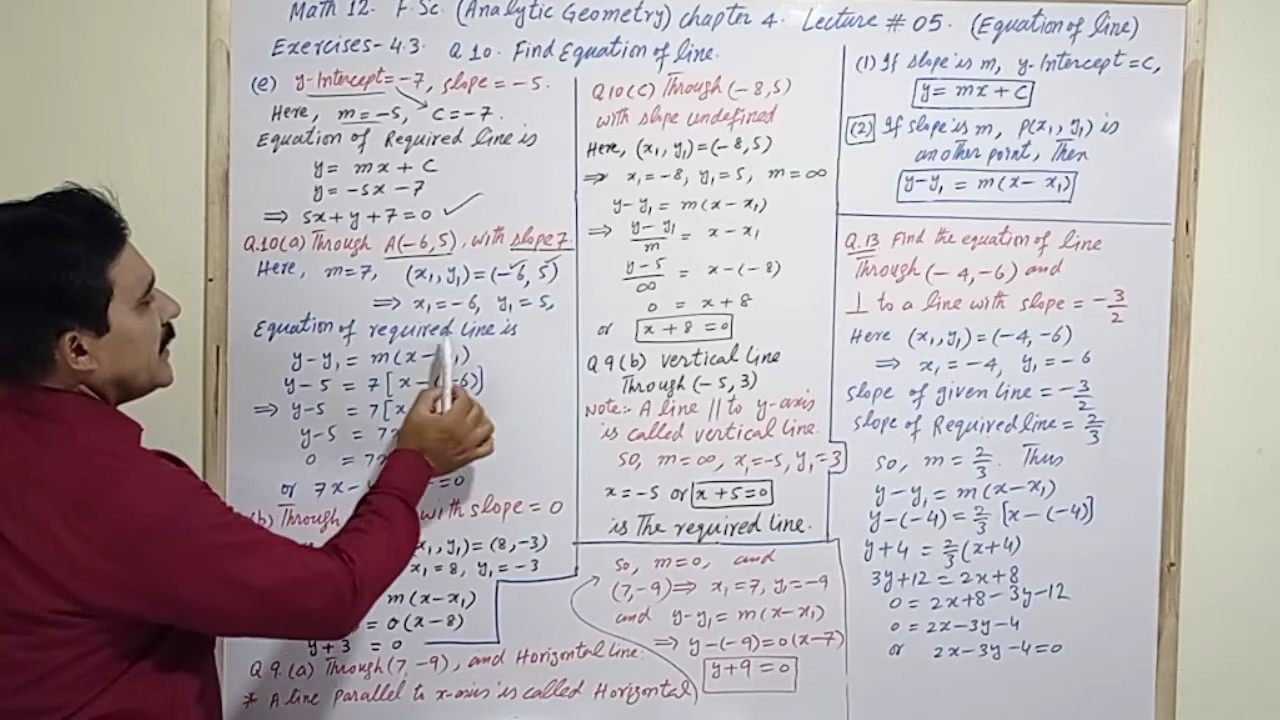 Math 12. F.Sc. (Analytic Geometry) chapter 4. Lecture # 05. (Equation of line)
Exercises-4.3. Q.10. Find Equation of line.
(e) y-Intercept = -7, slope = -5.
Here, m = -5, c = -7.
Equation of Required line is
y = mx + c
y = -5x - 7
⇒ 5x + y + 7 = 0 ✓
Q.10(a) Through A(-6,5), with slope 7.
Here, m = 7, (x₁, y₁) = (-6, 5)
⇒ x₁ = -6, y₁ = 5,
Equation of required line is
y - y₁ = m(x - ₁)
y - 5 = 7[x - ( -6)]
⇒ y - 5 = 7[x
y - 5 = 7
0 = 7
or 7x - = 0
(b) Through with slope = 0
x₁, y₁) = (8, -3)
x₁ = 8, y₁ = -3
m(x - x₁)
= 0(x - 8)
y + 3 = 0
Q 9.(a) Through (7, -9), and Horizontal line.
* A line parallel to x-axis is called Horizontal
Q10(C) Through (-8,5)
with slope undefined
Here, (x₁, y₁) = (-8, 5)
⇒ x₁ = -8, y₁ = 5, m = ∞
y - y₁ = m(x - x₁)
⇒ (y - y₁)/m = x - x₁
(y - 5)/∞ = x - (-8)
0 = x + 8
or x + 8 = 0
Q 9(b) vertical line
Through (-5, 3)
Note:- A line || to y-axis
is called vertical line.
so, m = ∞, x₁ = -5, y₁ = 3
x = -5 or x + 5 = 0
is The required line.
so, m = 0, and
(7, -9) ⇒ x₁ = 7, y₁ = -9
and y - y₁ = m(x - x₁)
⇒ y - (-9) = 0(x - 7)
y + 9 = 0
(1) If slope is m, y-Intercept = c,
y = mx + c
(2) If slope is m, P(x₁, y₁) is
another point, Then
y - y₁ = m(x - x₁)
Q.13 Find the equation of line
Through (-4, -6) and
⊥ to a line with slope = -3/2
Here (x₁, y₁) = (-4, -6)
⇒ x₁ = -4, y₁ = -6
slope of given line = -3/2
slope of Required line = 2/3
so, m = 2/3. Thus
y - y₁ = m(x - x₁)
y - (-4) = 2/3 [x - (-4)]
y + 4 = 2/3 (x + 4)
3y + 12 = 2x + 8
0 = 2x + 8 - 3y - 12
0 = 2x - 3y - 4
or 2x - 3y - 4 = 0